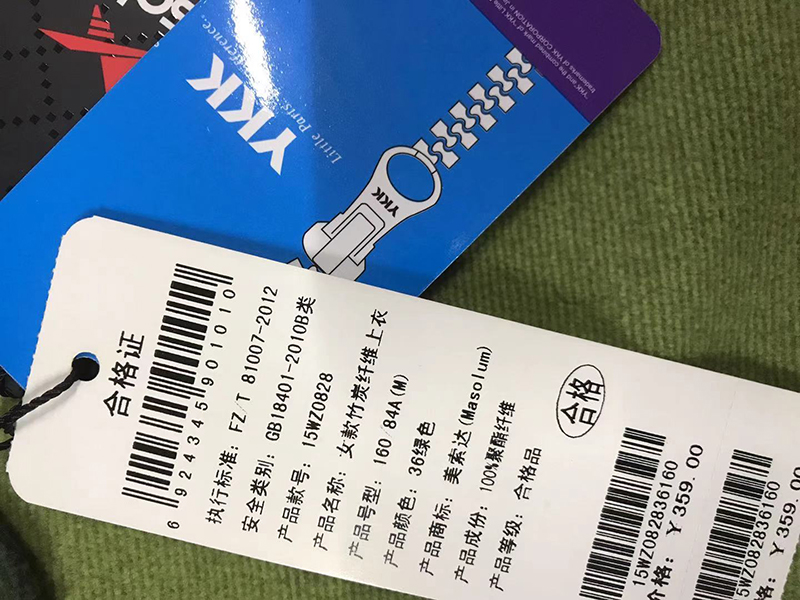 YKK
Little Parts.
YKK
合格证
6 924345 901010
执行标准: FZ/T 81007-2012
安全类别: GB18401-2010B类
产品款号: 15WZ0828
产品名称: 女款竹炭纤维上衣
产品号型: 160 84A(M)
产品颜色: 36绿色
产品商标: 美索达(Masolum)
产品成份: 100%聚酯纤维
产品等级: 合格品
合格
15WZ082836160
价格: ¥ 359.00
15WZ082836160
格: ¥ 359.00